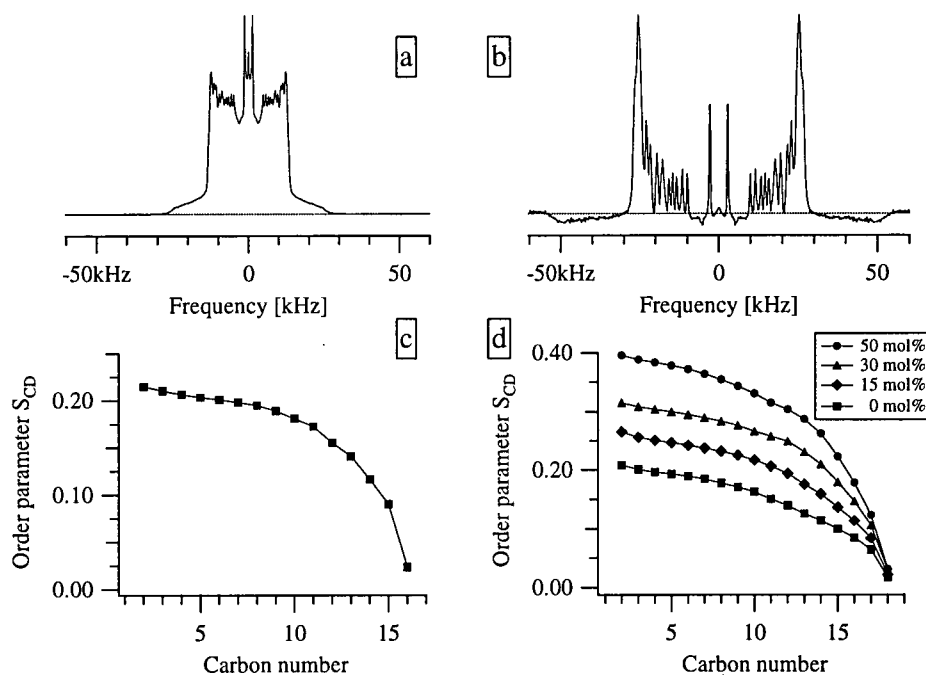 a
b
-50kHz 0 50
Frequency [kHz]
-50kHz 0 50
Frequency [kHz]
c
0.20
0.10
0.00
Order parameter S_CD
5 10 15
Carbon number
d
50 mol%
30 mol%
15 mol%
0 mol%
0.40
0.20
0.00
Order parameter S_CD
5 10 15
Carbon number